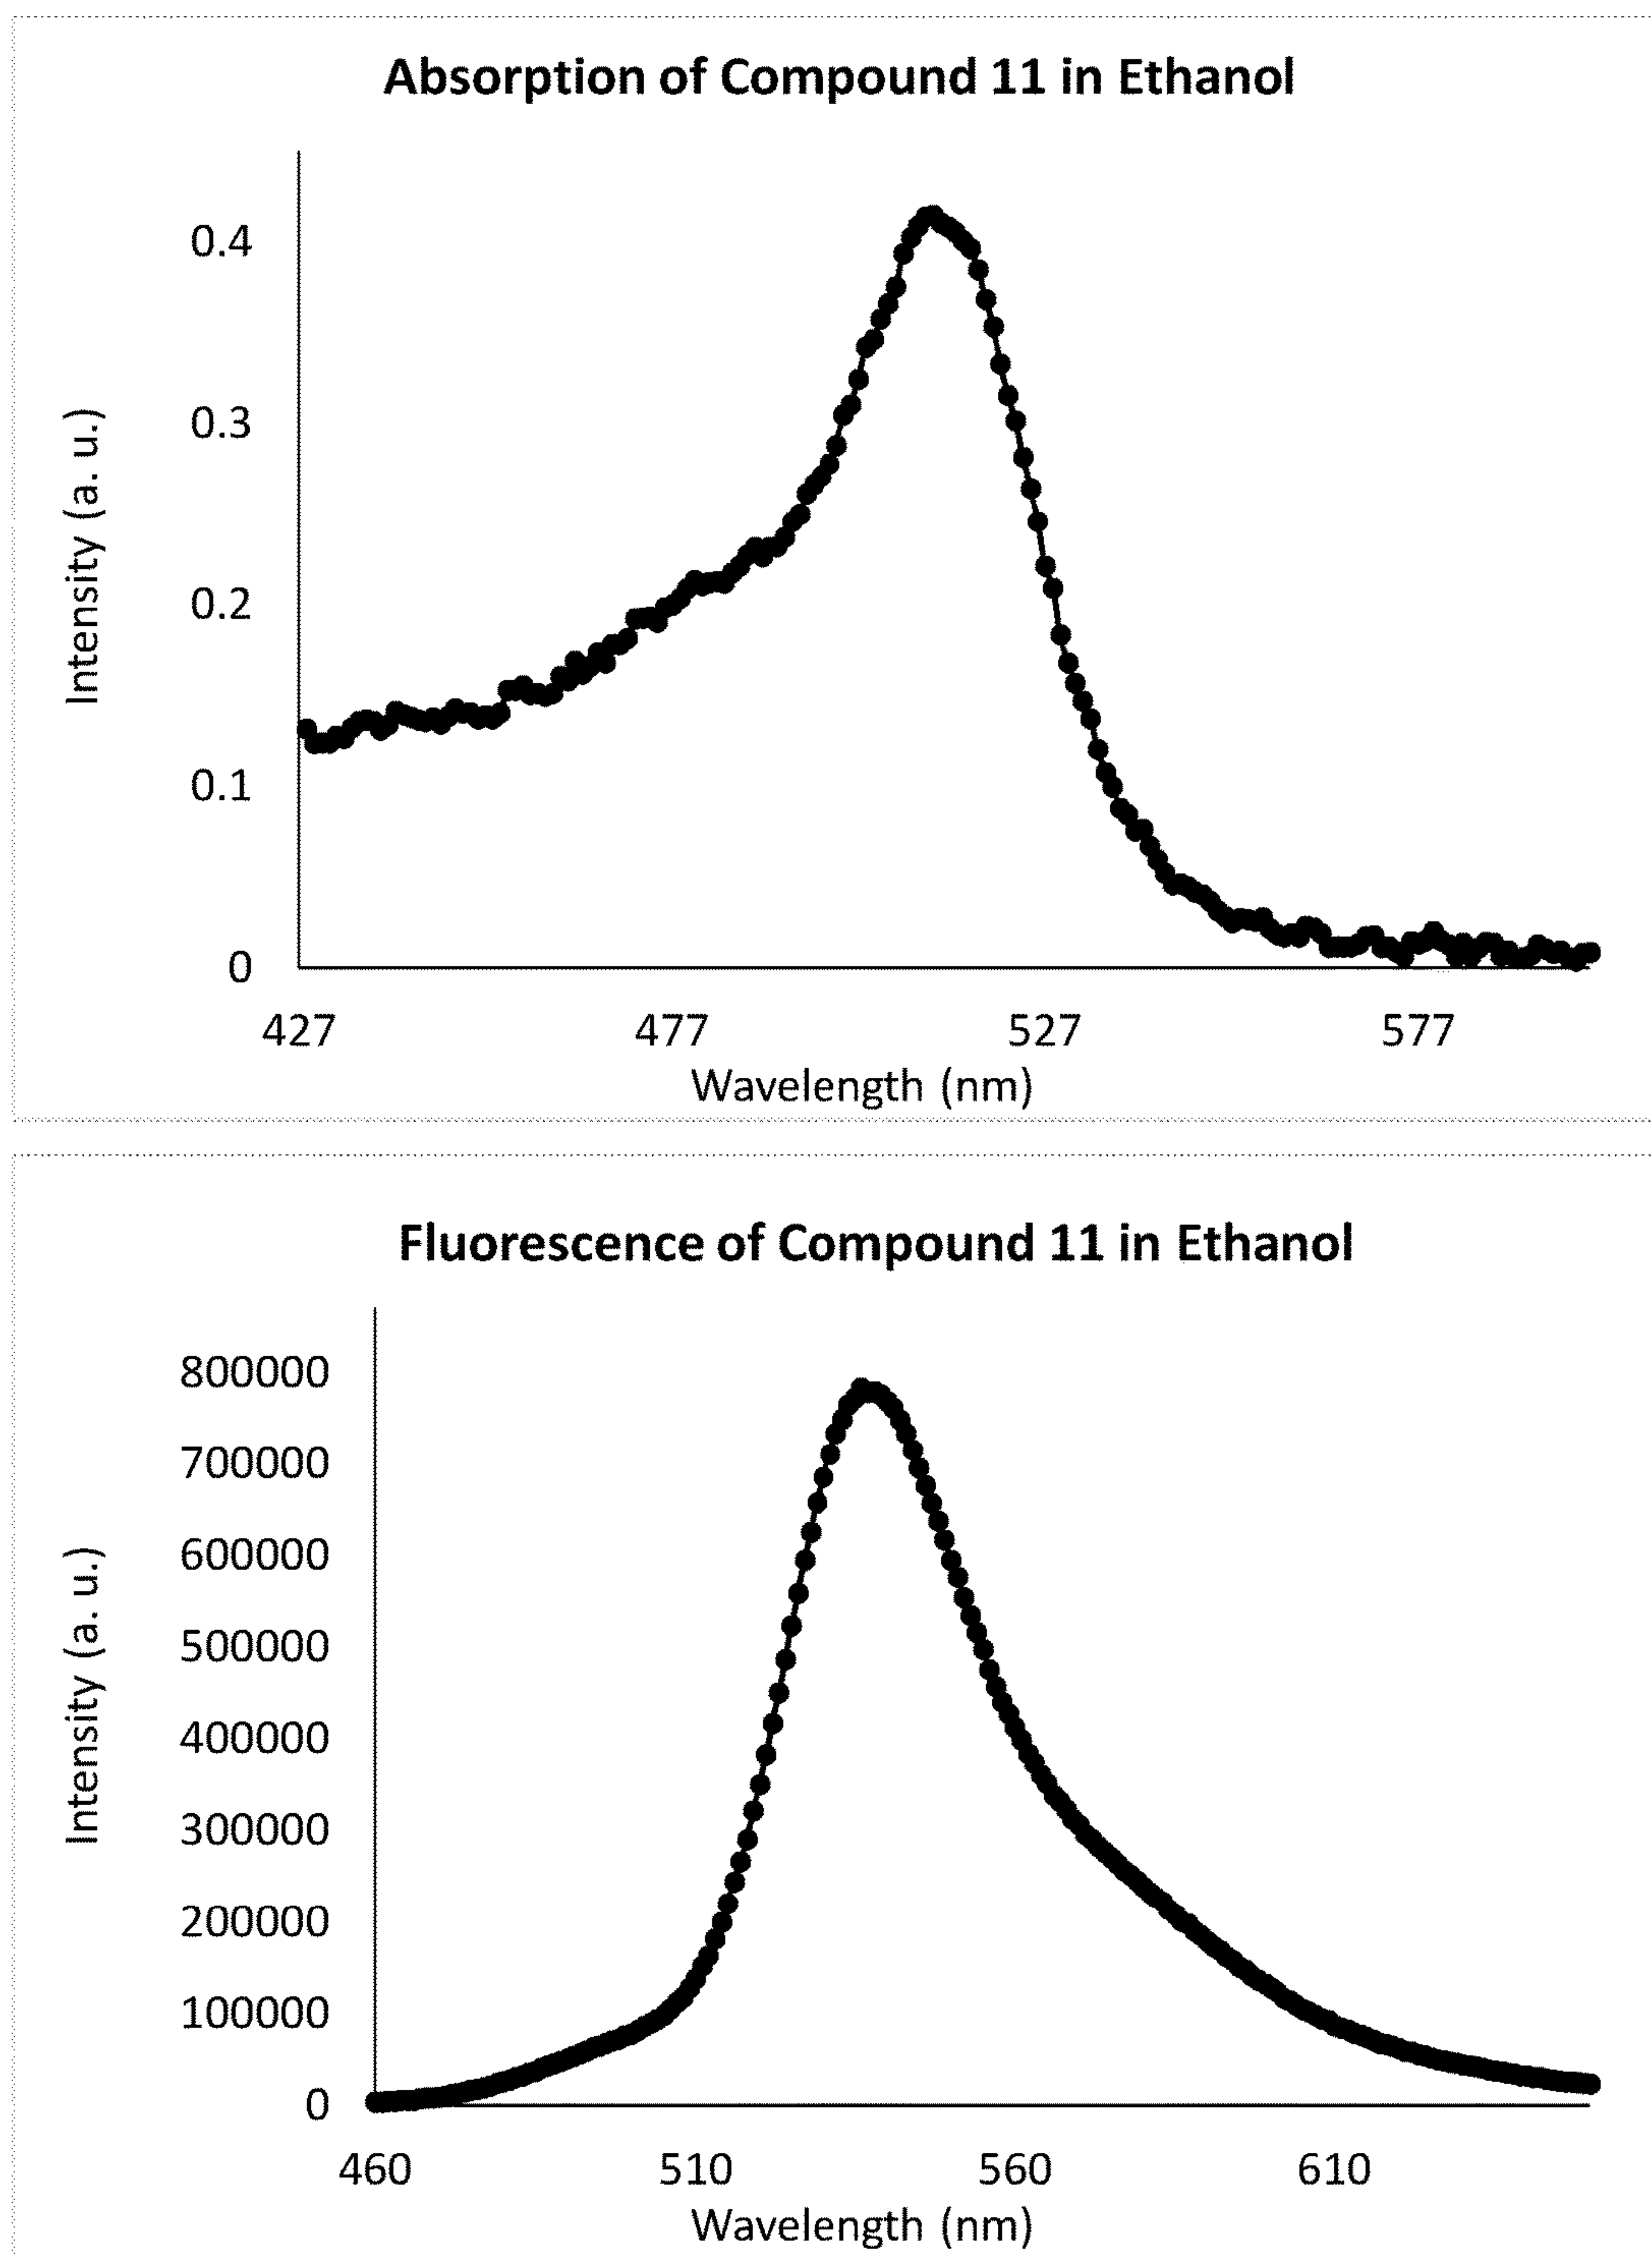 Absorption of Compound 11 in Ethanol
Intensity (a. u.)
0.4
0.3
0.2
0.1
0
427 477 527 577
Wavelength (nm)
Fluorescence of Compound 11 in Ethanol
Intensity (a. u.)
800000
700000
600000
500000
400000
300000
200000
100000
0
460 510 560 610
Wavelength (nm)